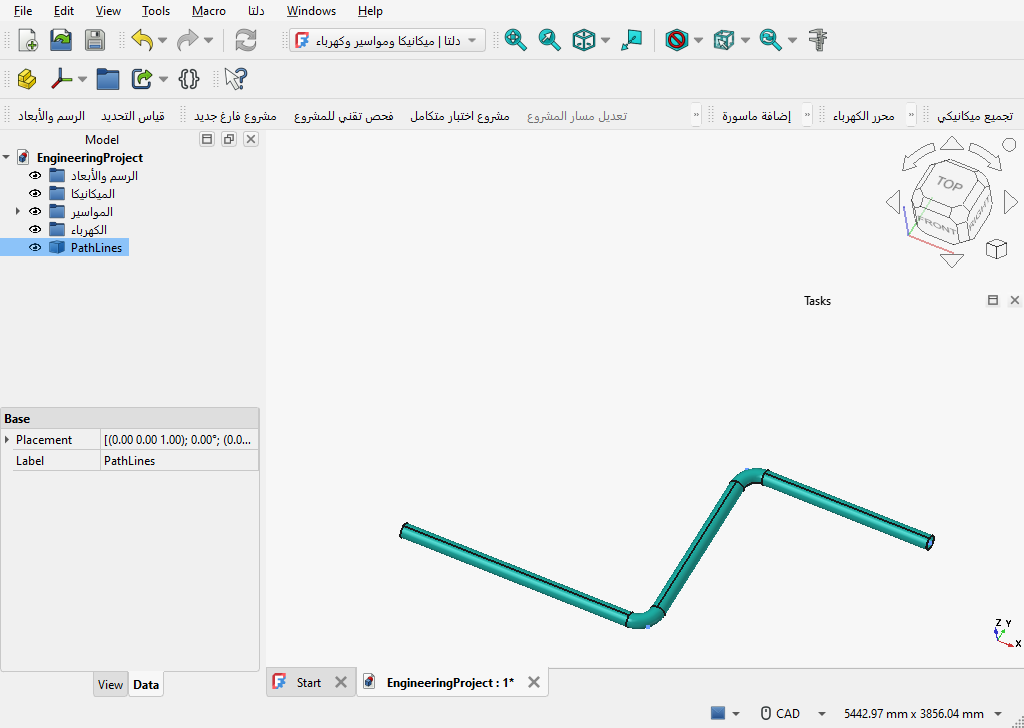 File Edit View Tools Macro دلتا Windows Help
دلتا | ميكانيكا ومواسير وكهرباء
الرسم والأبعاد قياس التحديد مشروع فارغ جديد فحص تقني للمشروع مشروع اختبار متكامل تعديل مسار المشروع إضافة ماسورة محرر الكهرباء تجميع ميكانيكي
Model
EngineeringProject
الرسم والأبعاد
الميكانيكا
المواسير
الكهرباء
PathLines
TOP
FRONT
RIGHT
Tasks
Base
Placement [(0.00 0.00 1.00); 0.00°; (0.0...
Label PathLines
Z Y
X
View Data
Start EngineeringProject : 1*
CAD 5442.97 mm x 3856.04 mm